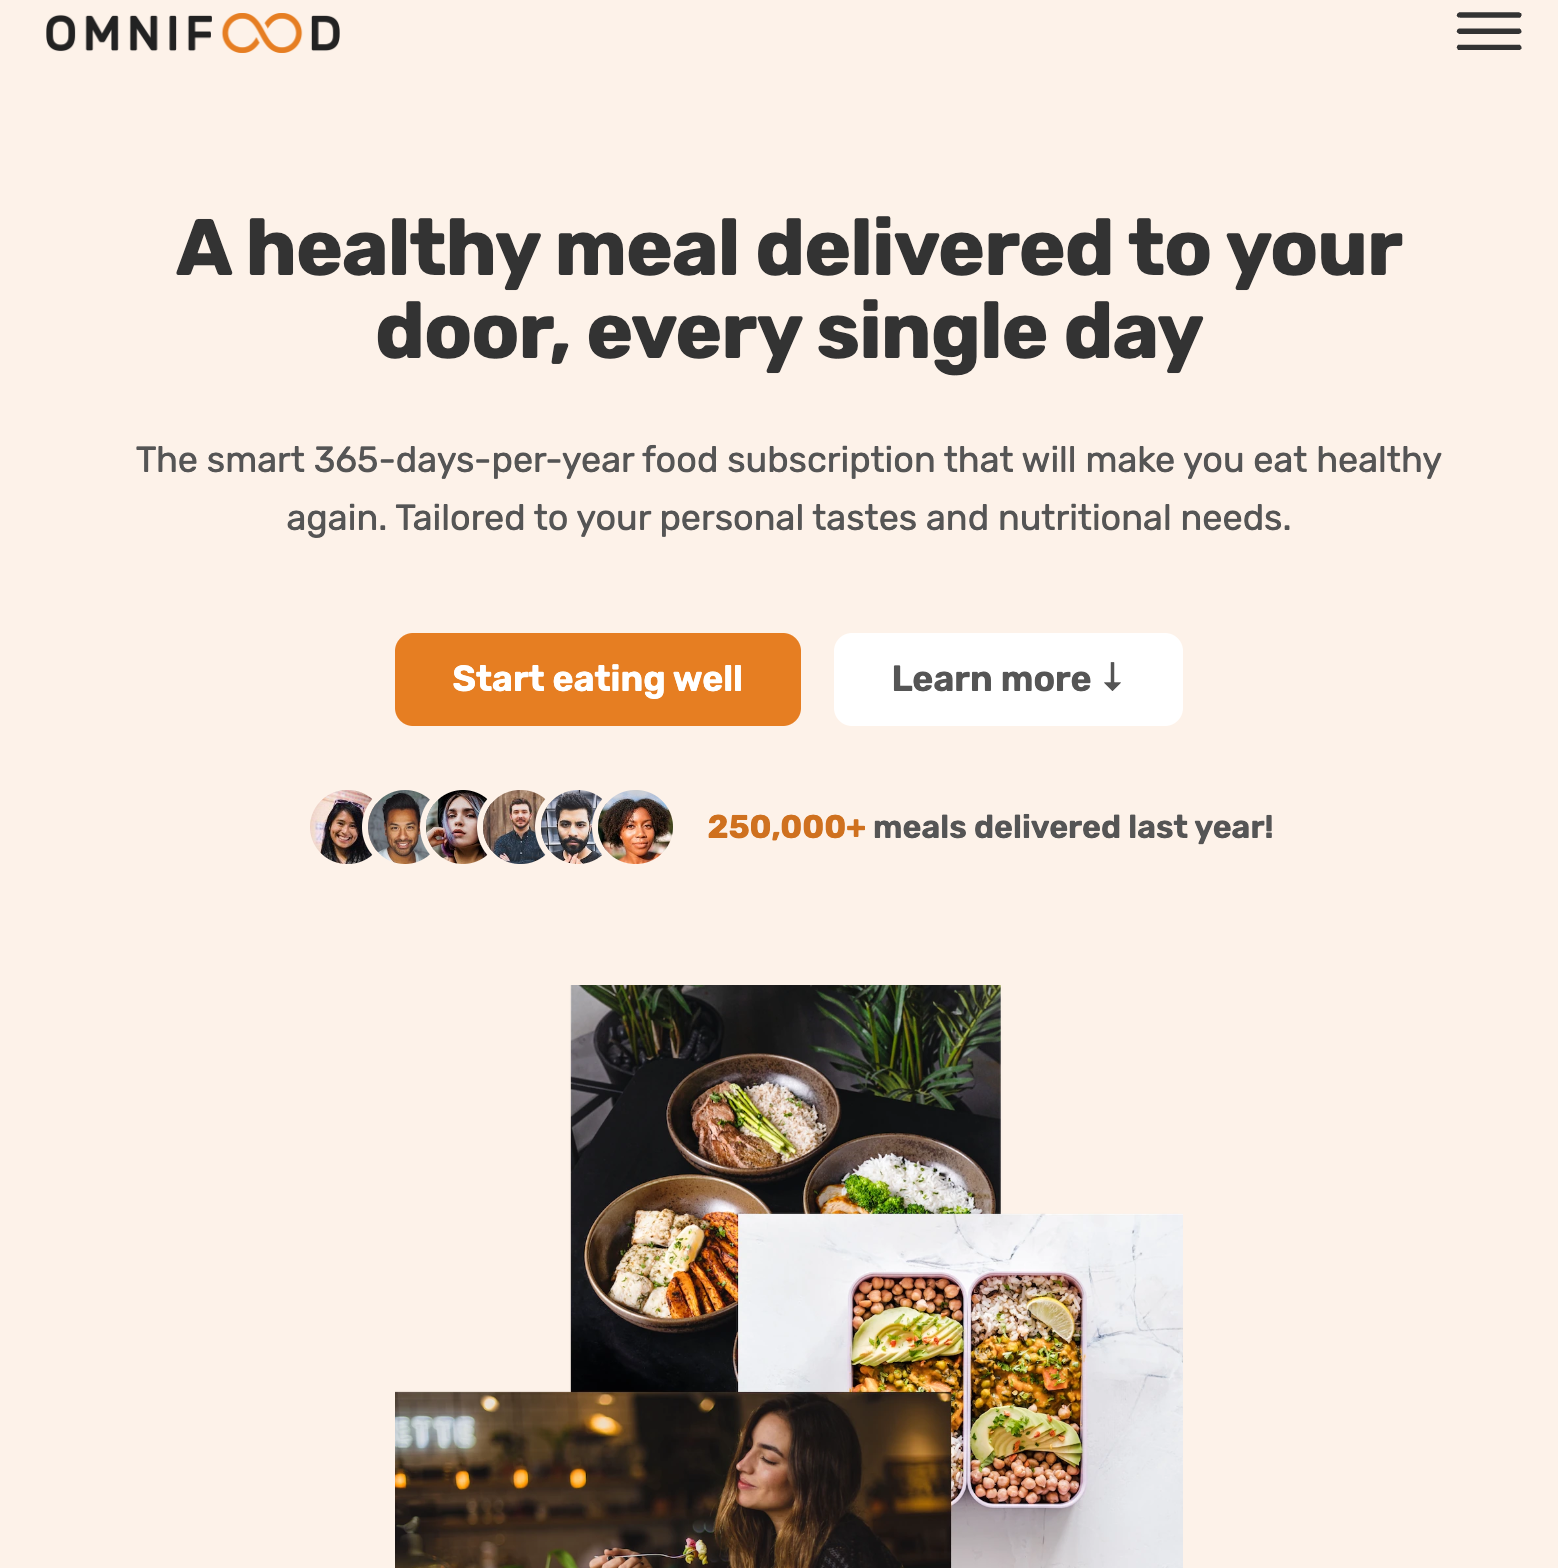 OMNIFOOD
A healthy meal delivered to your
door, every single day
The smart 365-days-per-year food subscription that will make you eat healthy
again. Tailored to your personal tastes and nutritional needs.
Start eating well
Learn more ↓
250,000+ meals delivered last year!
ETTE